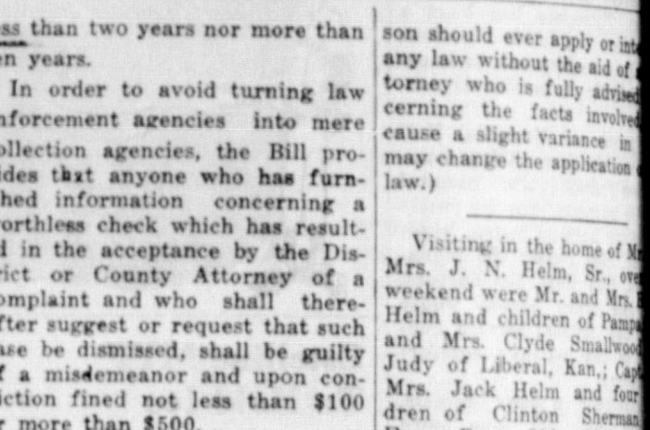 ss than two years nor more than
n years.
In order to avoid turning law
nforcement agencies into mere
ollection agencies, the Bill pro-
ides that anyone who has furn-
hed information concerning a
orthless check which has result-
d in the acceptance by the Dis-
rict or County Attorney of a
omplaint and who shall there-
fter suggest or request that such
ase be dismissed, shall be guilty
f a misdemeanor and upon con-
iction fined not less than $100
r more than $500.
son should ever apply or inte
any law without the aid of a
torney who is fully advised
cerning the facts involved
cause a slight variance in
may change the application o
law.)
Visiting in the home of Mr
Mrs. J. N. Helm, Sr., over
weekend were Mr. and Mrs. E
Helm and children of Pampa
and Mrs. Clyde Smallwood
Judy of Liberal, Kan,; Capt
Mrs. Jack Helm and four
dren of Clinton Sherman